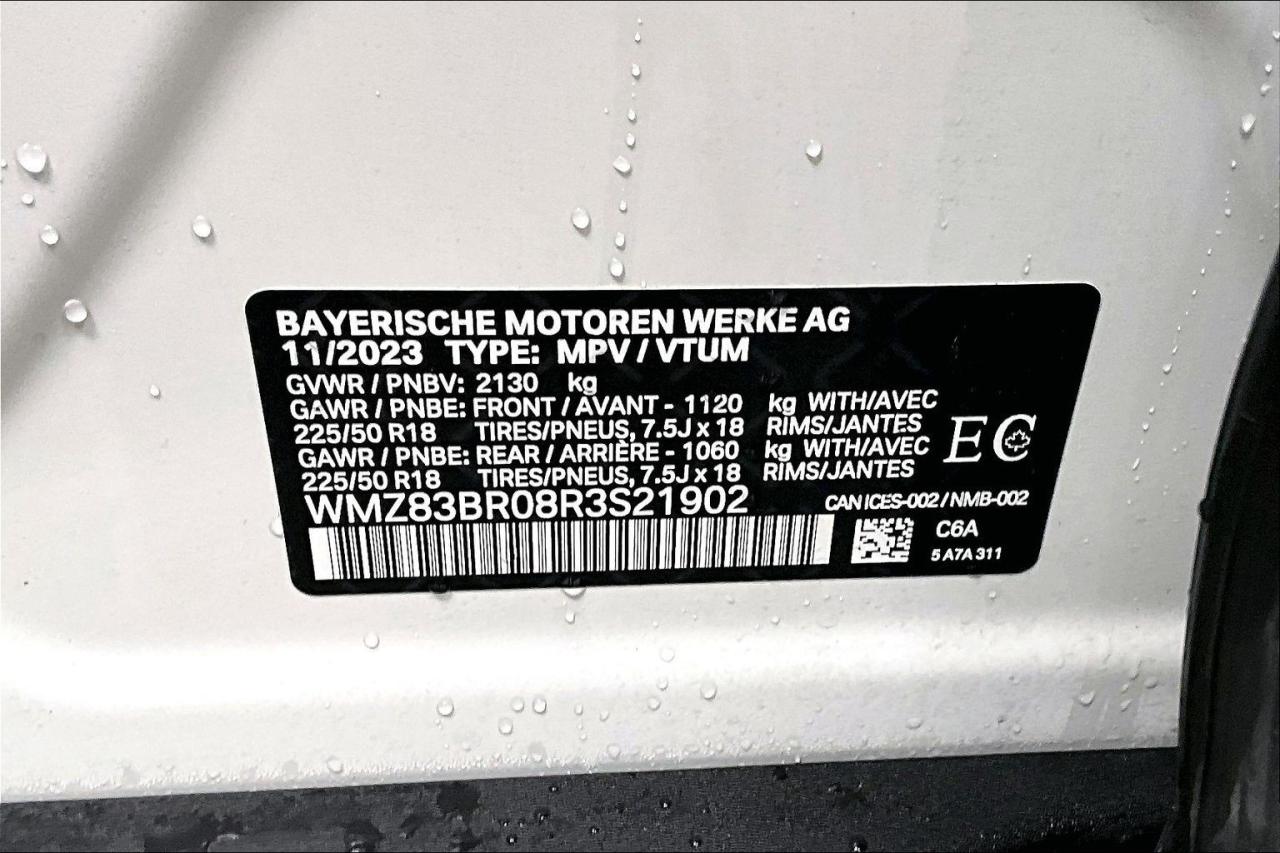 BAYERISCHE MOTOREN WERKE AG
11/2023 TYPE: MPV / VTUM
GVWR / PNBV: 2130 kg
GAWR / PNBE: FRONT / AVANT - 1120 kg WITH/AVEC
225/50 R18 TIRES/PNEUS, 7.5J x 18 RIMS/JANTES
GAWR / PNBE: REAR / ARRIÈRE - 1060 kg WITH/AVEC
225/50 R18 TIRES/PNEUS, 7.5J x 18 RIMS/JANTES
EC
WMZ83BR08R3S21902
CAN ICES-002 / NMB-002
C6A
5 A7A 311